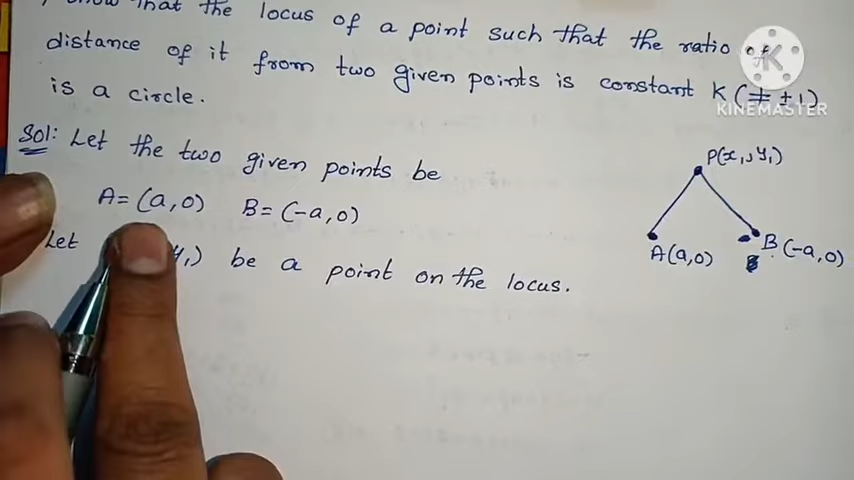 show that the locus of a point such that the ratio of
distance of it from two given points is constant K (≠ ±1)
is a circle.
Sol: Let the two given points be
A = (a, 0) B = (-a, 0)
Let y₁) be a point on the locus.
P(x₁, y₁)
A(a, 0)
B(-a, 0)
K
KINEMASTER